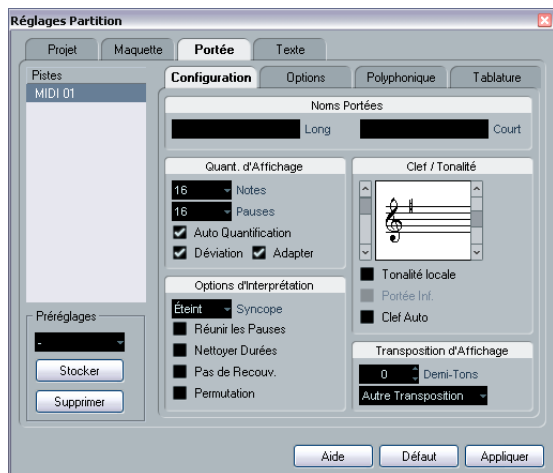 Réglages Partition
Projet Maquette Portée Texte
Pistes
MIDI 01
Configuration Options Polyphonique Tablature
Noms Portées
Long Court
Quant. d'Affichage
16 Notes
16 Pauses
Auto Quantification
Déviation Adapter
Clef / Tonalité
Tonalité locale
Portée Inf.
Clef Auto
Options d'Interprétation
Éteint Syncope
Réunir les Pauses
Nettoyer Durées
Pas de Recouv.
Permutation
Transposition d'Affichage
0 Demi-Tons
Autre Transposition
Préréglages
-
Stocker
Supprimer
Aide Défaut Appliquer